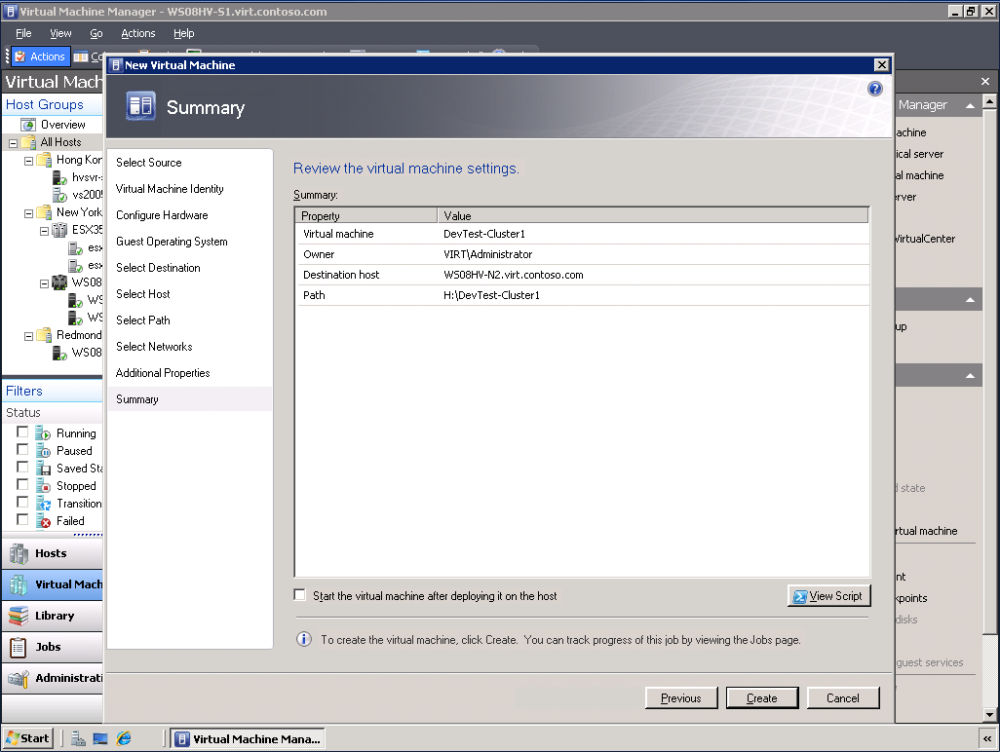 Virtual Machine Manager - WS08HV-S1.virt.contoso.com
File View Go Actions Help
Actions
New Virtual Machine
Virtual Mach
Summary
Manager
Host Groups
Overview
All Hosts
Hong Kon
hvsvr-
vs2005
New York
ESX35
esx
esx
WS08
WS
WS
Redmond
WS08
Filters
Status
Running
Paused
Saved Sta
Stopped
Transition
Failed
Hosts
Virtual Mach
Library
Jobs
Administrati
Select Source
Virtual Machine Identity
Configure Hardware
Guest Operating System
Select Destination
Select Host
Select Path
Select Networks
Additional Properties
Summary
Review the virtual machine settings.
Summary:
Property Value
Virtual machine DevTest-Cluster1
Owner VIRT\Administrator
Destination host WS08HV-N2.virt.contoso.com
Path H:\DevTest-Cluster1
Start the virtual machine after deploying it on the host
View Script
To create the virtual machine, click Create. You can track progress of this job by viewing the Jobs page.
Previous Create Cancel
achine
ical server
al machine
erver
VirtualCenter
up
d state
rtual machine
nt
kpoints
disks
guest services
Start
Virtual Machine Mana...